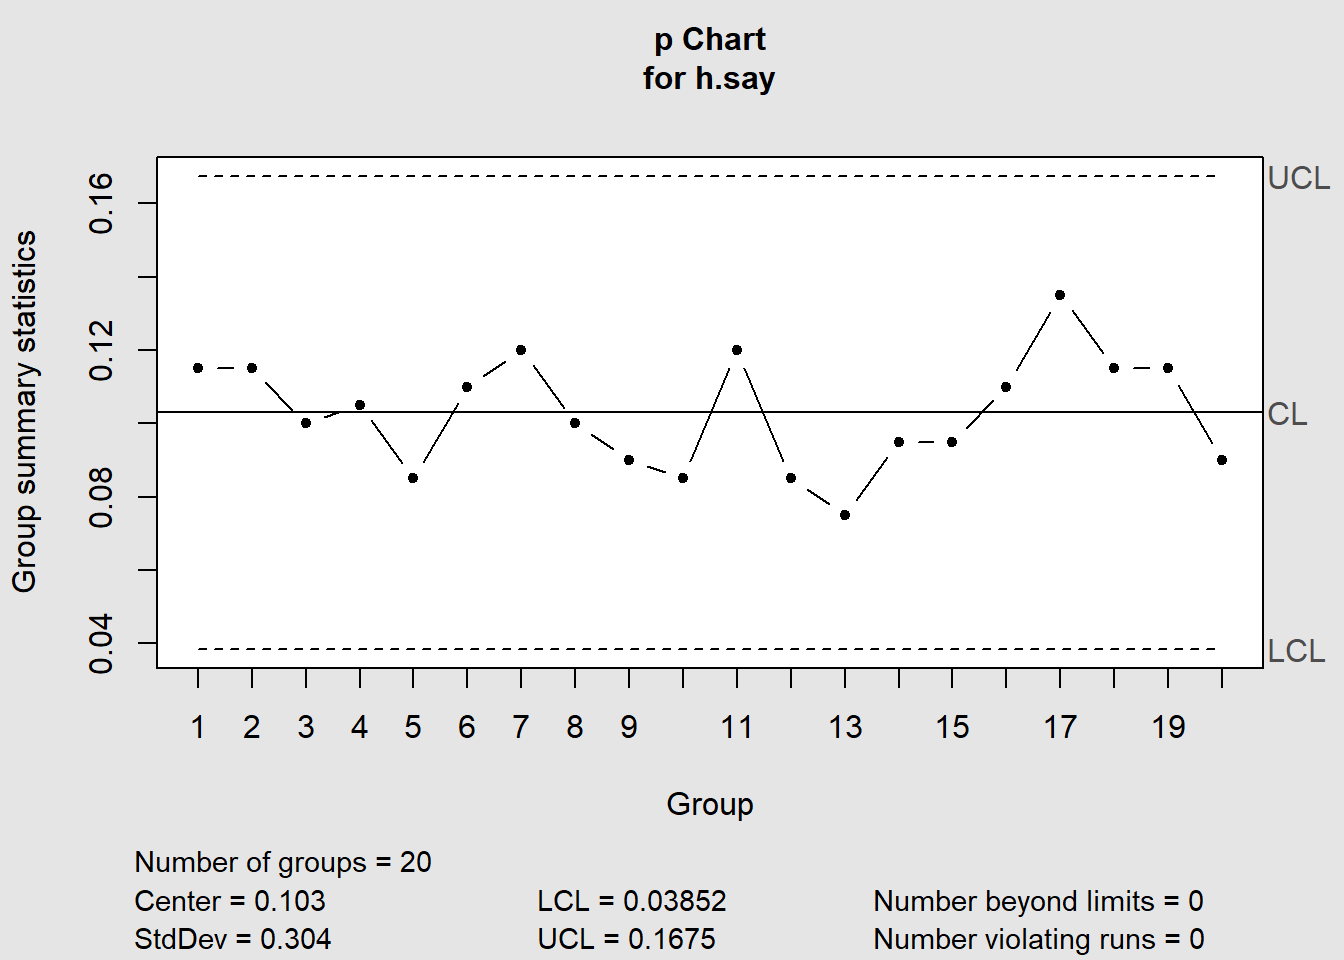 p Chart
for h.say
Group summary statistics
0.04 0.08 0.12 0.16
UCL
CL
LCL
1 2 3 4 5 6 7 8 9 11 13 15 17 19
Group
Number of groups = 20
Center = 0.103 LCL = 0.03852 Number beyond limits = 0
StdDev = 0.304 UCL = 0.1675 Number violating runs = 0